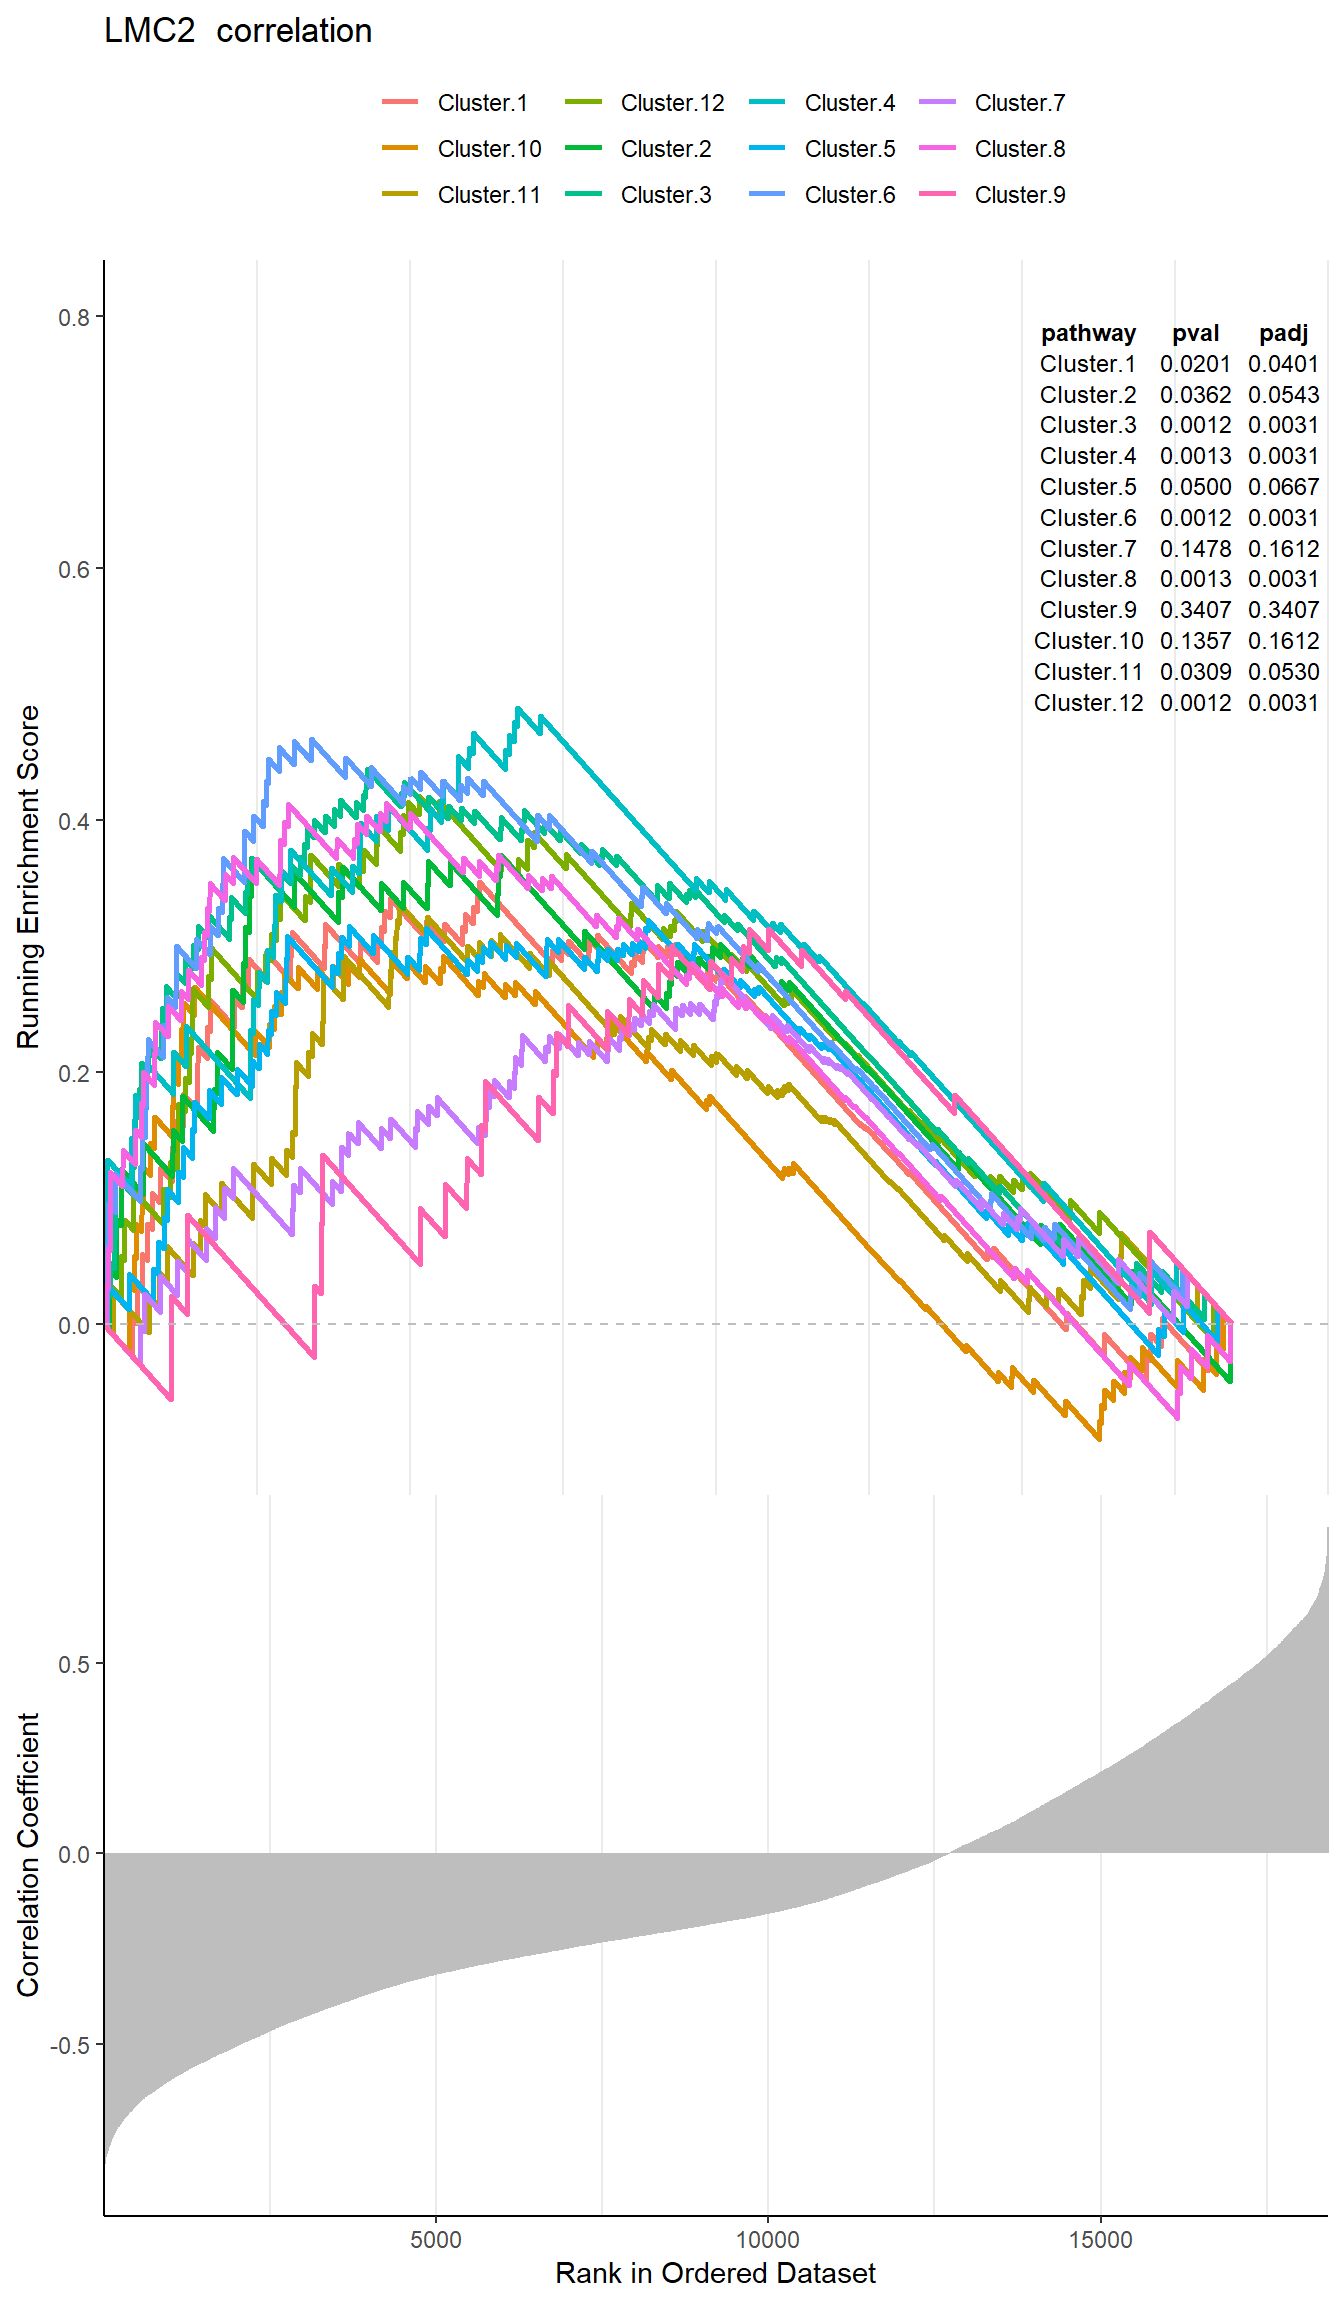 LMC2  correlation
Cluster.1 Cluster.12 Cluster.4 Cluster.7
Cluster.10 Cluster.2 Cluster.5 Cluster.8
Cluster.11 Cluster.3 Cluster.6 Cluster.9
Running Enrichment Score
0.8
0.6
0.4
0.2
0.0
pathway pval padj
Cluster.1 0.0201 0.0401
Cluster.2 0.0362 0.0543
Cluster.3 0.0012 0.0031
Cluster.4 0.0013 0.0031
Cluster.5 0.0500 0.0667
Cluster.6 0.0012 0.0031
Cluster.7 0.1478 0.1612
Cluster.8 0.0013 0.0031
Cluster.9 0.3407 0.3407
Cluster.10 0.1357 0.1612
Cluster.11 0.0309 0.0530
Cluster.12 0.0012 0.0031
Correlation Coefficient
0.5
0.0
-0.5
5000 10000 15000
Rank in Ordered Dataset